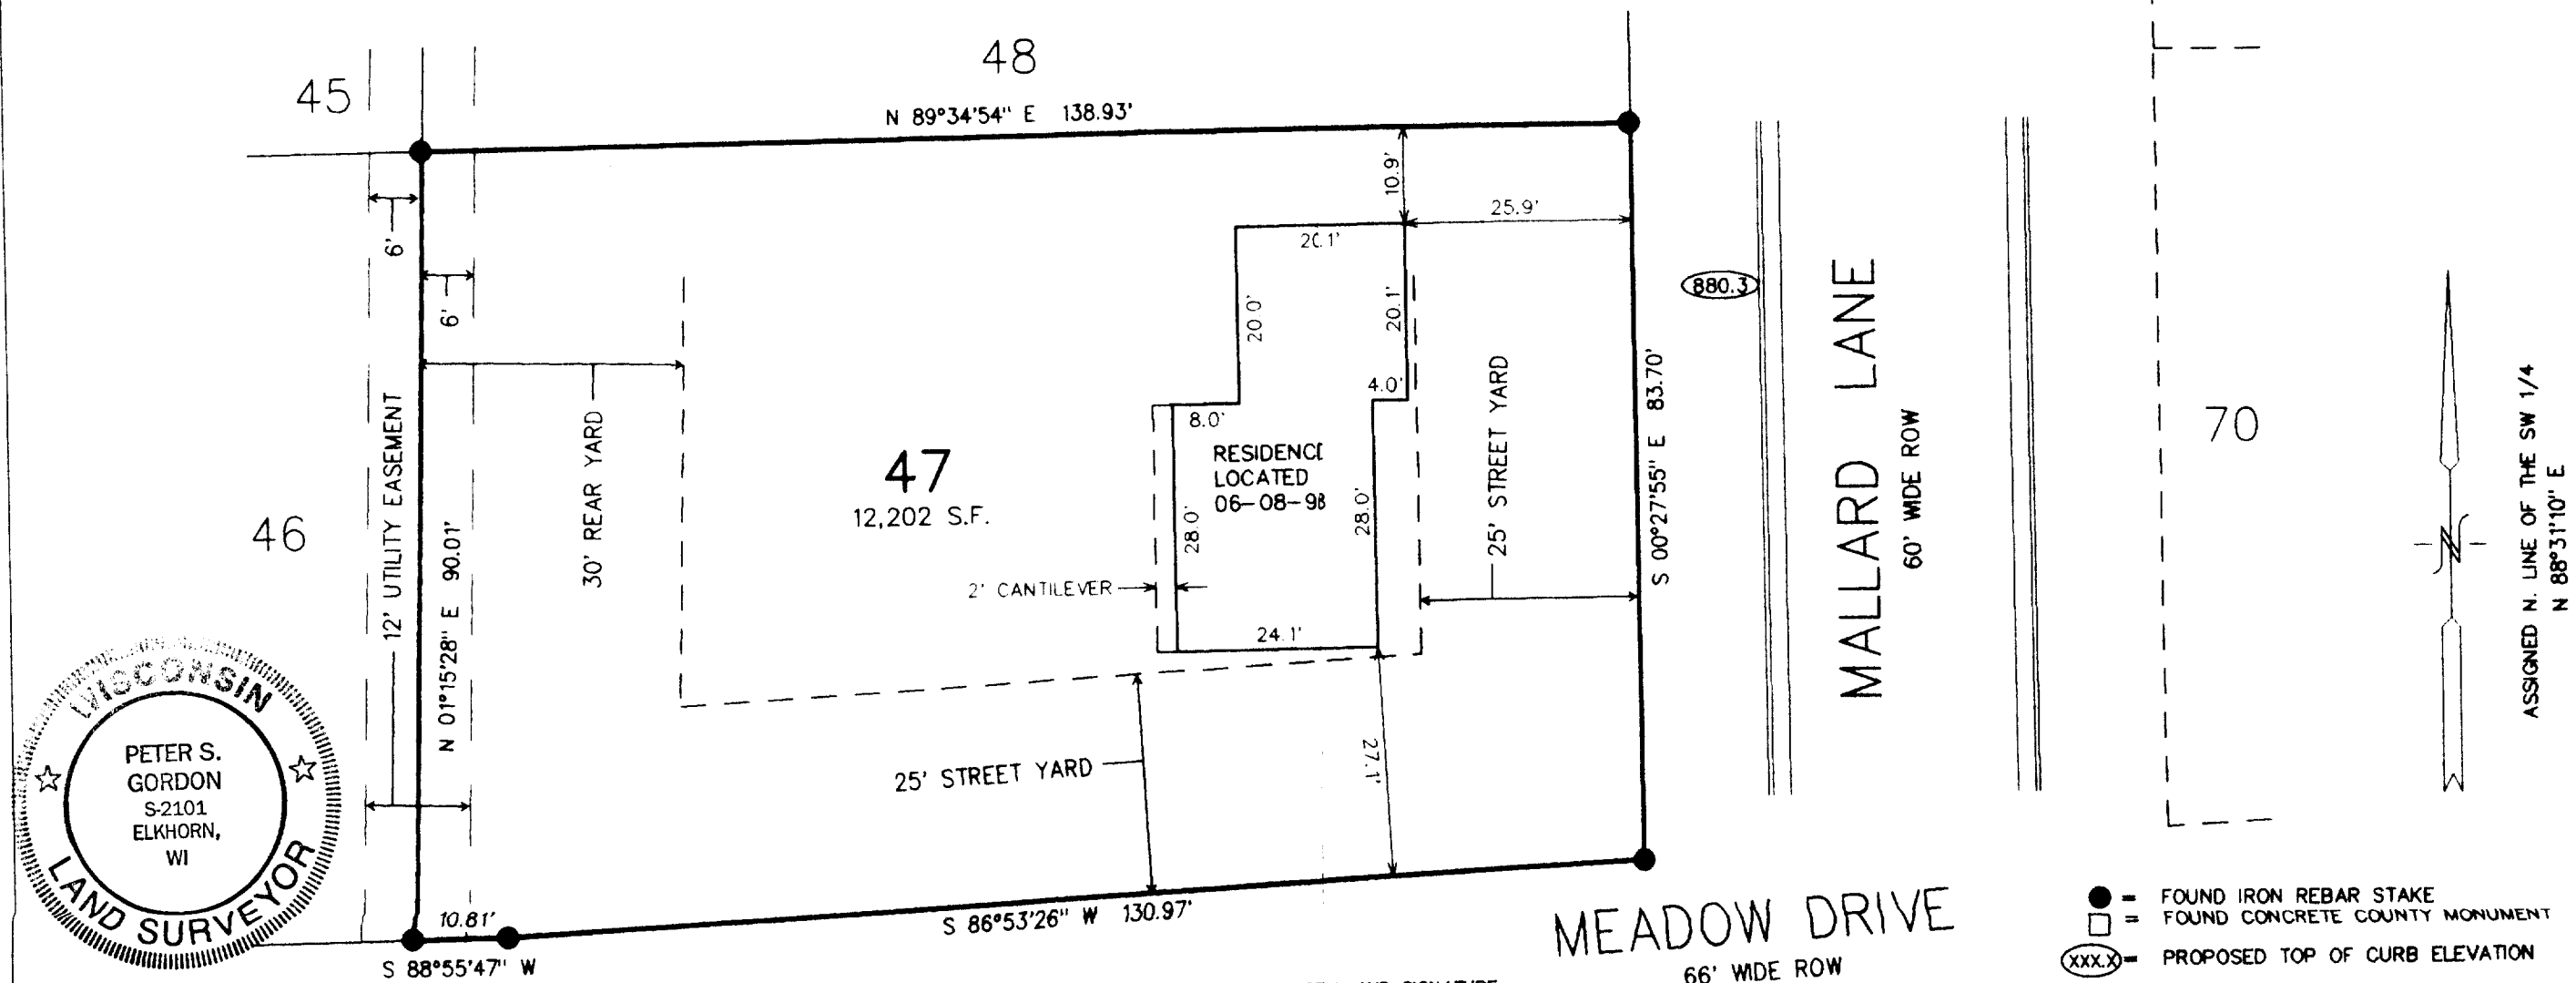 48
45
N 89°34'54" E 138.93'
10.9'
25.9'
6'
6'
20.1'
20.0'
20.1'
880.3
MALLARD LANE
60' WIDE ROW
S 00°27'55" E 83.70'
25' STREET YARD
4.0'
8.0'
RESIDENCE
LOCATED
06-08-98
28.0'
28.0'
2' CANTILEVER
24.1'
47
12,202 S.F.
30' REAR YARD
12' UTILITY EASEMENT
N 01°15'28" E 90.01'
46
70
N
ASSIGNED N. LINE OF THE SW 1/4
N 88°31'10" E
25' STREET YARD
27.1'
WISCONSIN
PETER S.
GORDON
S-2101
ELKHORN,
WI
LAND SURVEYOR
10.81'
S 88°55'47" W
S 86°53'26" W 130.97'
MEADOW DRIVE
66' WIDE ROW
= FOUND IRON REBAR STAKE
= FOUND CONCRETE COUNTY MONUMENT
XXX.X = PROPOSED TOP OF CURB ELEVATION